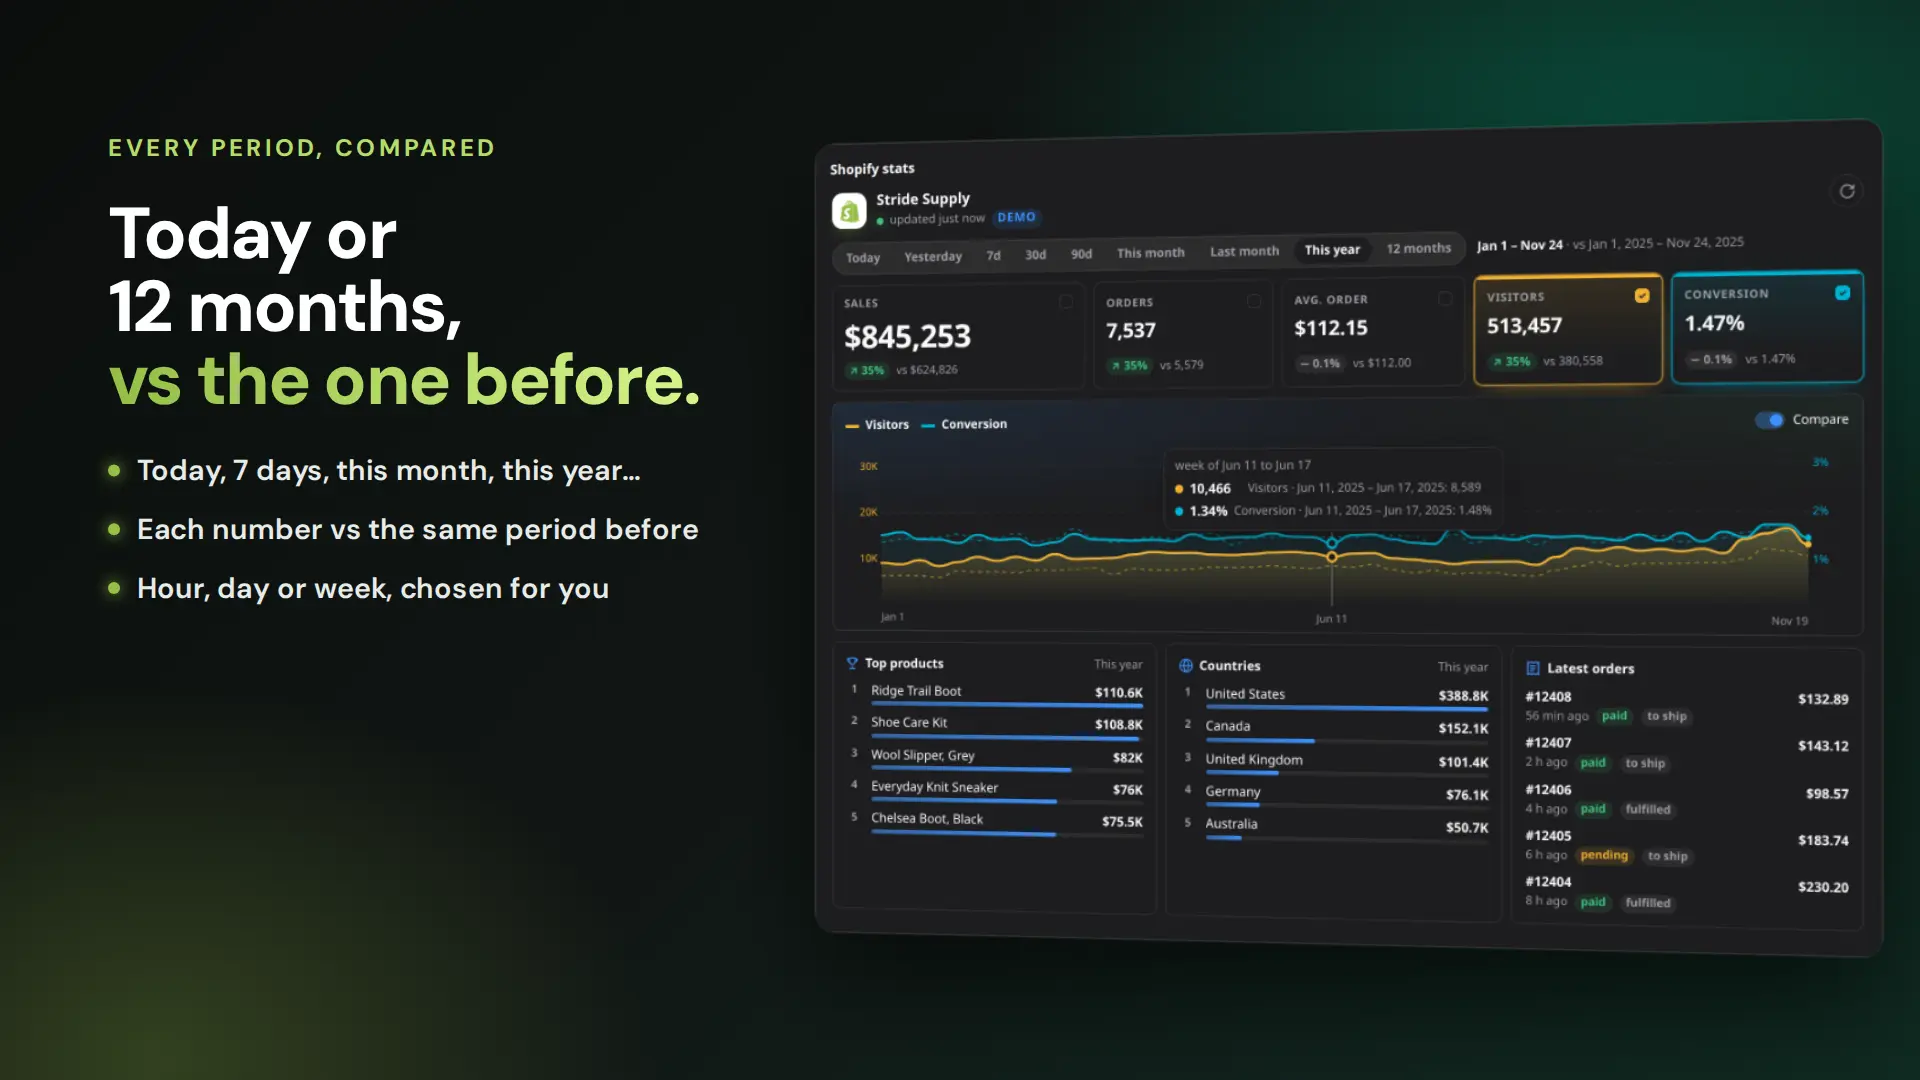 EVERY PERIOD, COMPARED
Today or
12 months,
vs the one before.
Today, 7 days, this month, this year…
Each number vs the same period before
Hour, day or week, chosen for you
Shopify stats
Stride Supply
updated just now DEMO
Today Yesterday 7d 30d 90d This month Last month This year 12 months Jan 1 – Nov 24 · vs Jan 1, 2025 – Nov 24, 2025
SALES
$845,253
↗ 35% vs $624,826
ORDERS
7,537
↗ 35% vs 5,579
AVG. ORDER
$112.15
– 0.1% vs $112.00
VISITORS
513,457
↗ 35% vs 380,558
CONVERSION
1.47%
– 0.1% vs 1.47%
Visitors Conversion
Compare
week of Jun 11 to Jun 17
10,466 Visitors · Jun 11, 2025 – Jun 17, 2025: 8,589
1.34% Conversion · Jun 11, 2025 – Jun 17, 2025: 1.48%
30K
20K
10K
3%
2%
1%
Jan 1 Jun 11 Nov 19
Top products This year
1 Ridge Trail Boot $110.6K
2 Shoe Care Kit $108.8K
3 Wool Slipper, Grey $82K
4 Everyday Knit Sneaker $76K
5 Chelsea Boot, Black $75.5K
Countries This year
1 United States $388.8K
2 Canada $152.1K
3 United Kingdom $101.4K
4 Germany $76.1K
5 Australia $50.7K
Latest orders
#12408 $132.89
56 min ago paid to ship
#12407 $143.12
2 h ago paid to ship
#12406 $98.57
4 h ago paid fulfilled
#12405 $183.74
6 h ago pending to ship
#12404 $230.20
8 h ago paid fulfilled